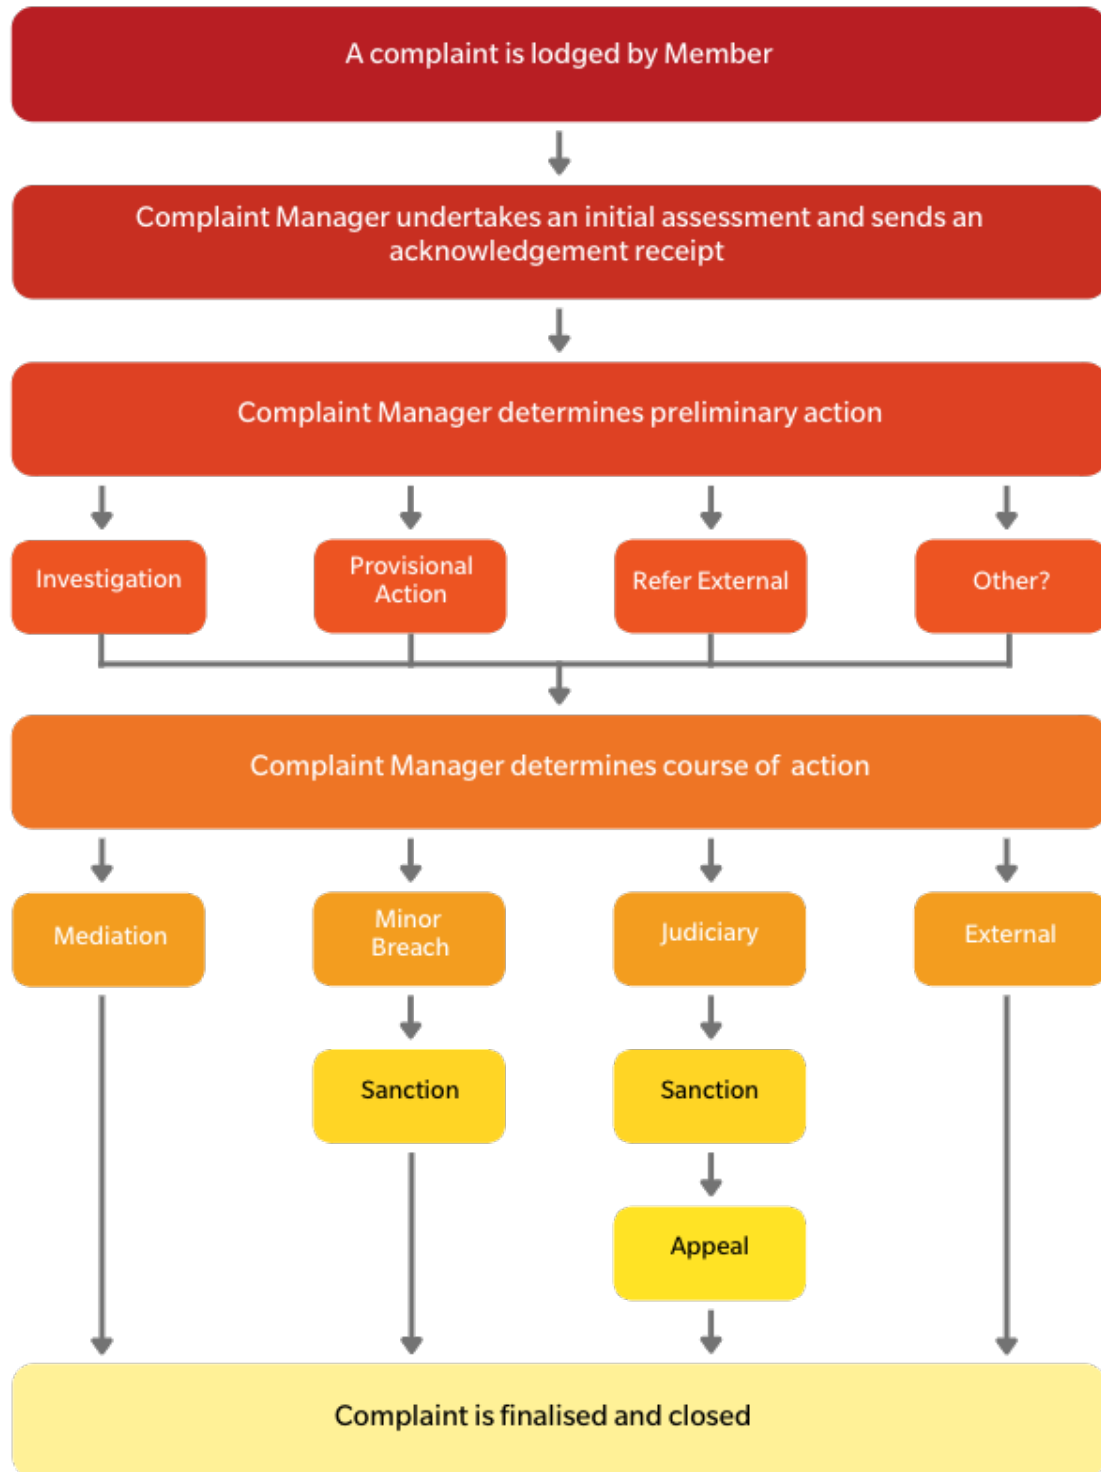 A complaint is lodged by Member
Complaint Manager undertakes an initial assessment and sends an
acknowledgement receipt
Complaint Manager determines preliminary action
Investigation
Provisional
Action
Refer External
Other?
Complaint Manager determines course of action
Mediation
Minor
Breach
Judiciary
External
Sanction
Sanction
Appeal
Complaint is finalised and closed